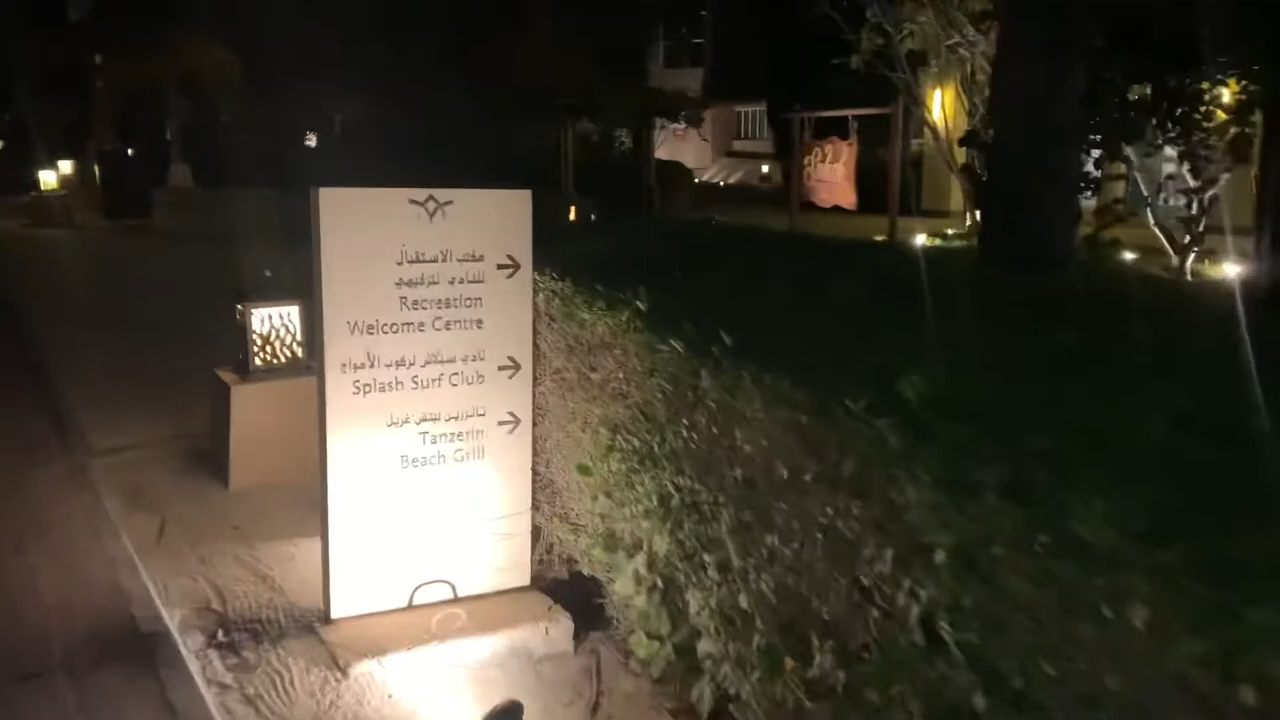 مكتب الاستقبال
للنادي الترفيهي
Recreation
Welcome Centre
نادي سبلاش لركوب الأمواج
Splash Surf Club
تانزرين بيتش غريل
Tanzerin
Beach Grill